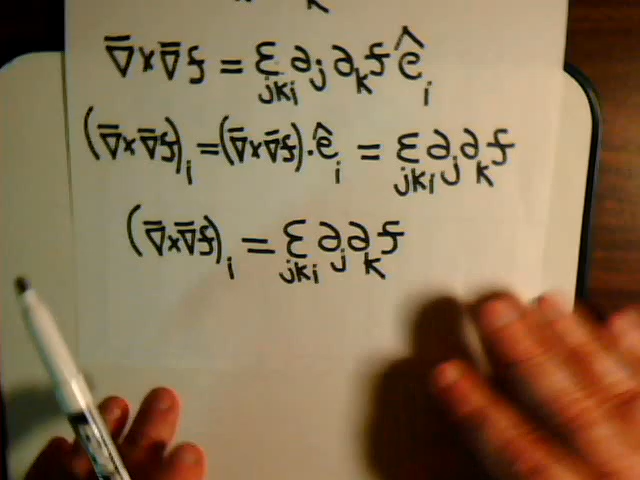 k
∇̅×∇̅f = ε_jki ∂_j ∂_k f ê_i
(∇̅×∇̅f)_i = (∇̅×∇̅f)·ê_i = ε_jki ∂_j ∂_k f
(∇̅×∇̅f)_i = ε_jki ∂_j ∂_k f